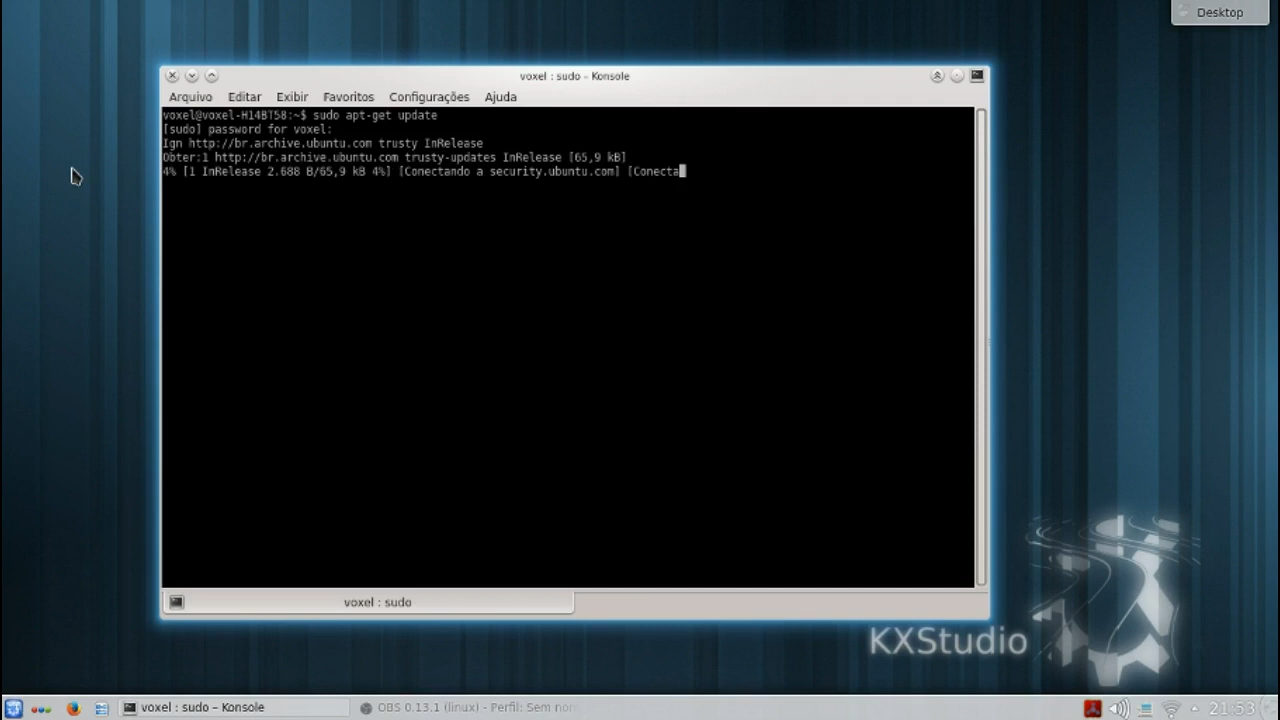 Desktop
voxel : sudo – Konsole
Arquivo Editar Exibir Favoritos Configurações Ajuda
voxel@voxel-H14BT58:~$ sudo apt-get update
[sudo] password for voxel:
Ign http://br.archive.ubuntu.com trusty InRelease
Obter:1 http://br.archive.ubuntu.com trusty-updates InRelease [65,9 kB]
4% [1 InRelease 2.688 B/65,9 kB 4%] [Conectando a security.ubuntu.com] [Conecta
voxel : sudo
KXStudio
voxel : sudo – Konsole
OBS 0.13.1 (linux) - Perfil: Sem nom
21:53